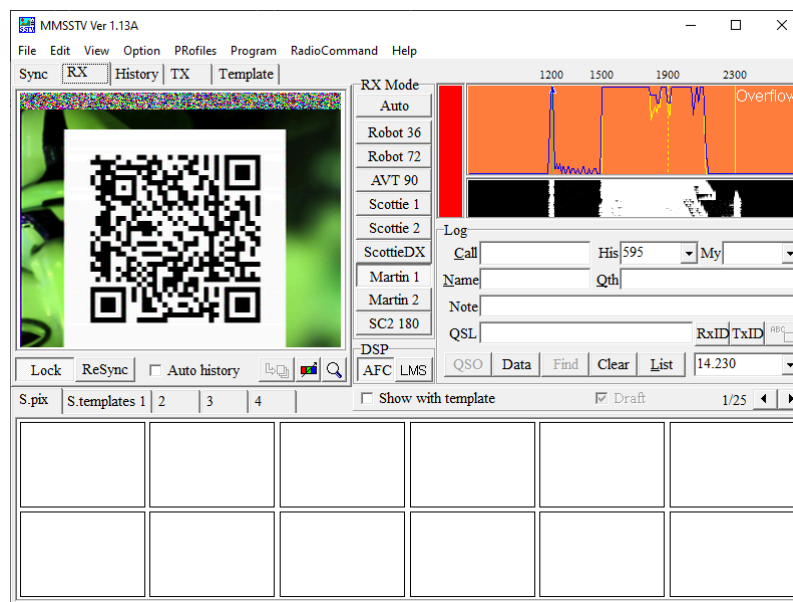 MMSSTV Ver 1.13A
File Edit View Option PRofiles Program RadioCommand Help
Sync RX History TX Template
RX Mode
Auto
Robot 36
Robot 72
AVT 90
Scottie 1
Scottie 2
ScottieDX
Martin 1
Martin 2
SC2 180
DSP
AFC LMS
1200 1500 1900 2300
Overflow
Log
Call His 595 My
Name Qth
Note
QSL RxID TxID ABC
QSO Data Find Clear List 14.230
Lock ReSync Auto history
S.pix S.templates 1 2 3 4
Show with template Draft 1/25